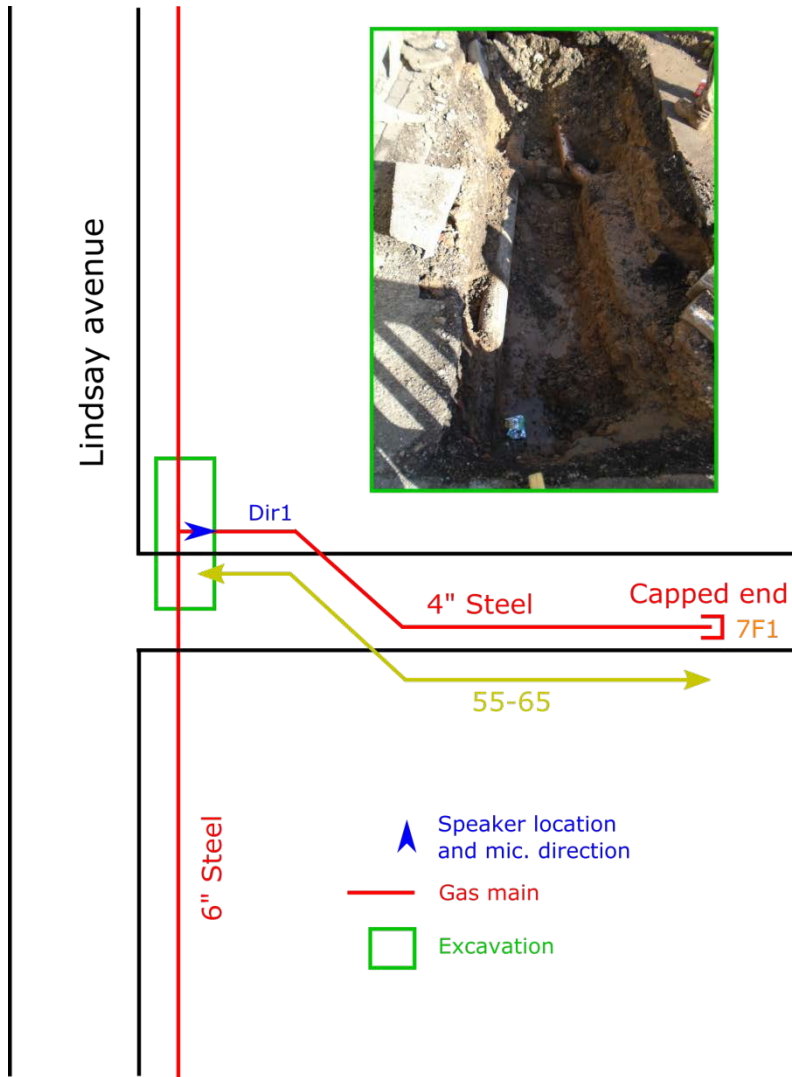 Lindsay avenue
Dir1
4" Steel
Capped end
7F1
55-65
6" Steel
Speaker location
and mic. direction
Gas main
Excavation